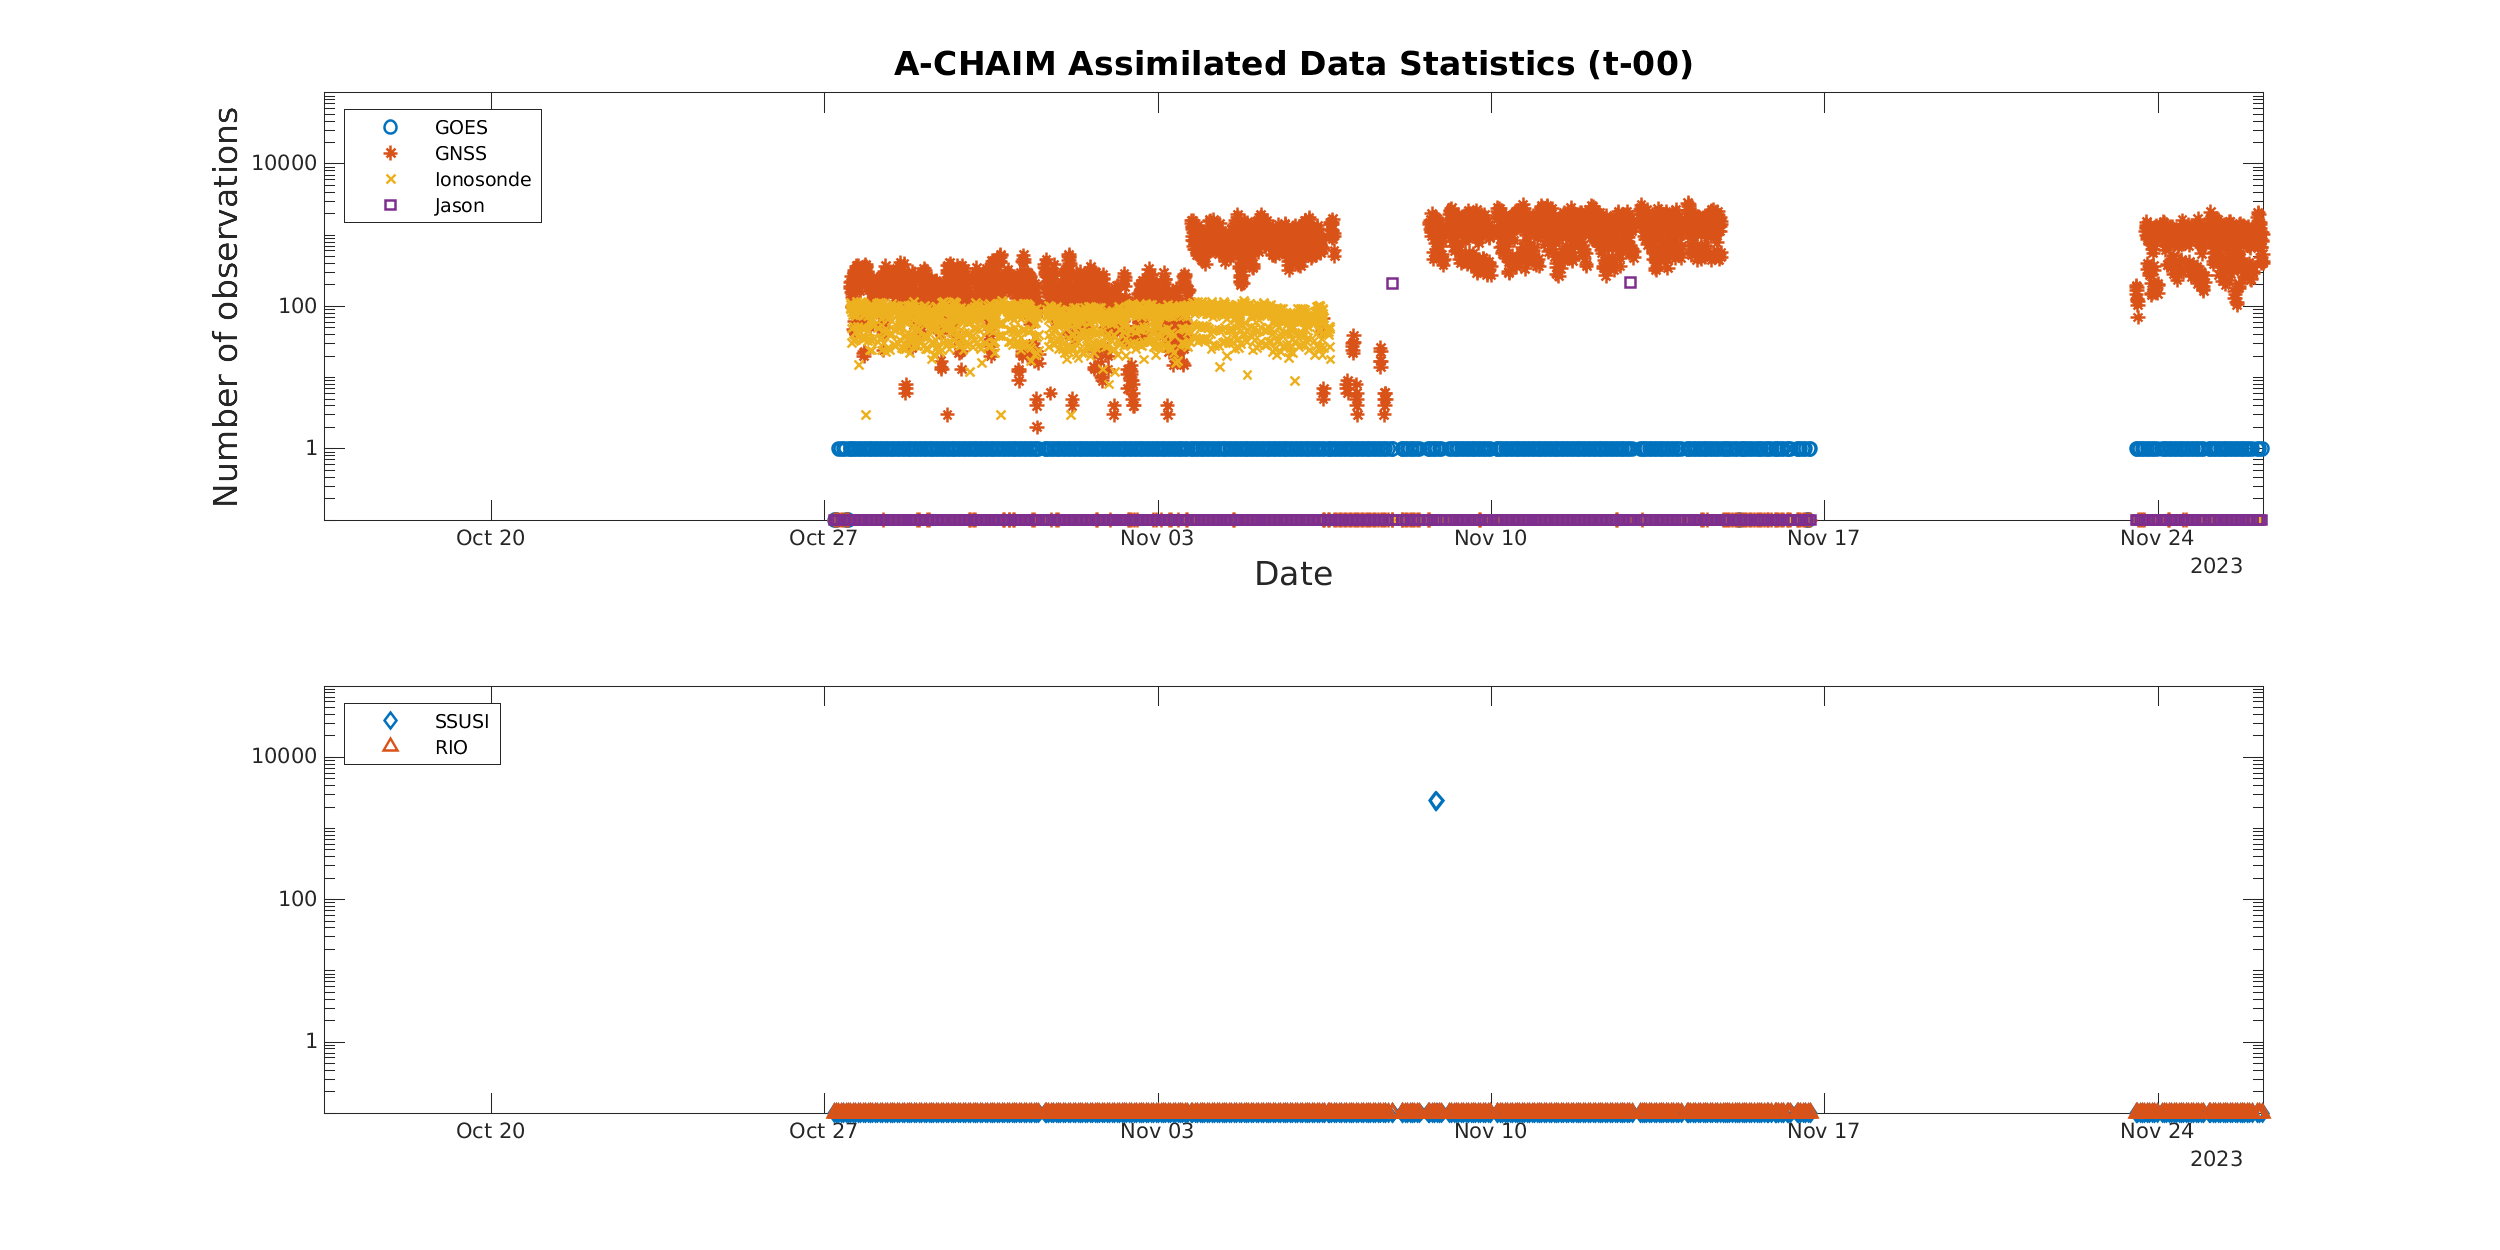 A-CHAIM Assimilated Data Statistics (t-00)
Number of observations
GOES
GNSS
Ionosonde
Jason
10000
100
1
Oct 20 Oct 27 Nov 03 Nov 10 Nov 17 Nov 24
2023
Date
SSUSI
RIO
10000
100
1
Oct 20 Oct 27 Nov 03 Nov 10 Nov 17 Nov 24
2023